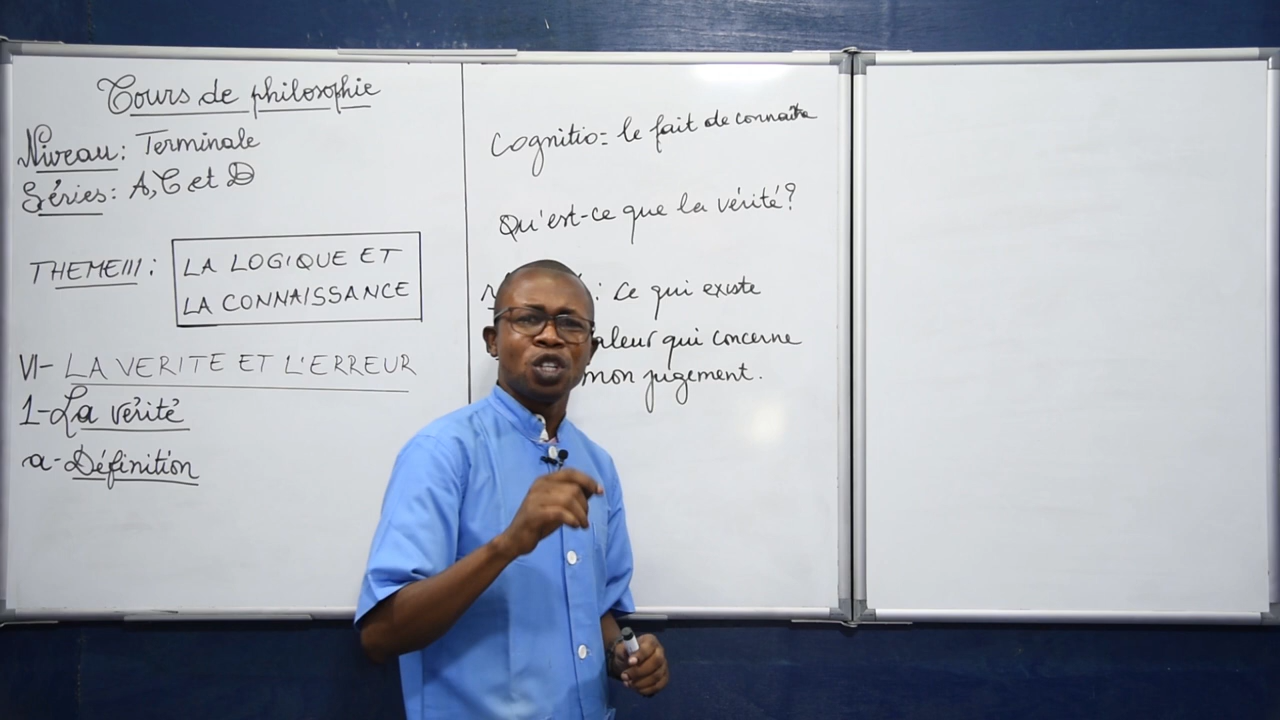 Cours de philosophie
Niveau: Terminale
Séries: A, C et D
THEME III: LA LOGIQUE ET
LA CONNAISSANCE
VI- LA VERITE ET L'ERREUR
1- La vérité
a- Définition
Cognitio = le fait de connaître
Qu'est-ce que la vérité?
: Ce qui existe
qui concerne
mon jugement.